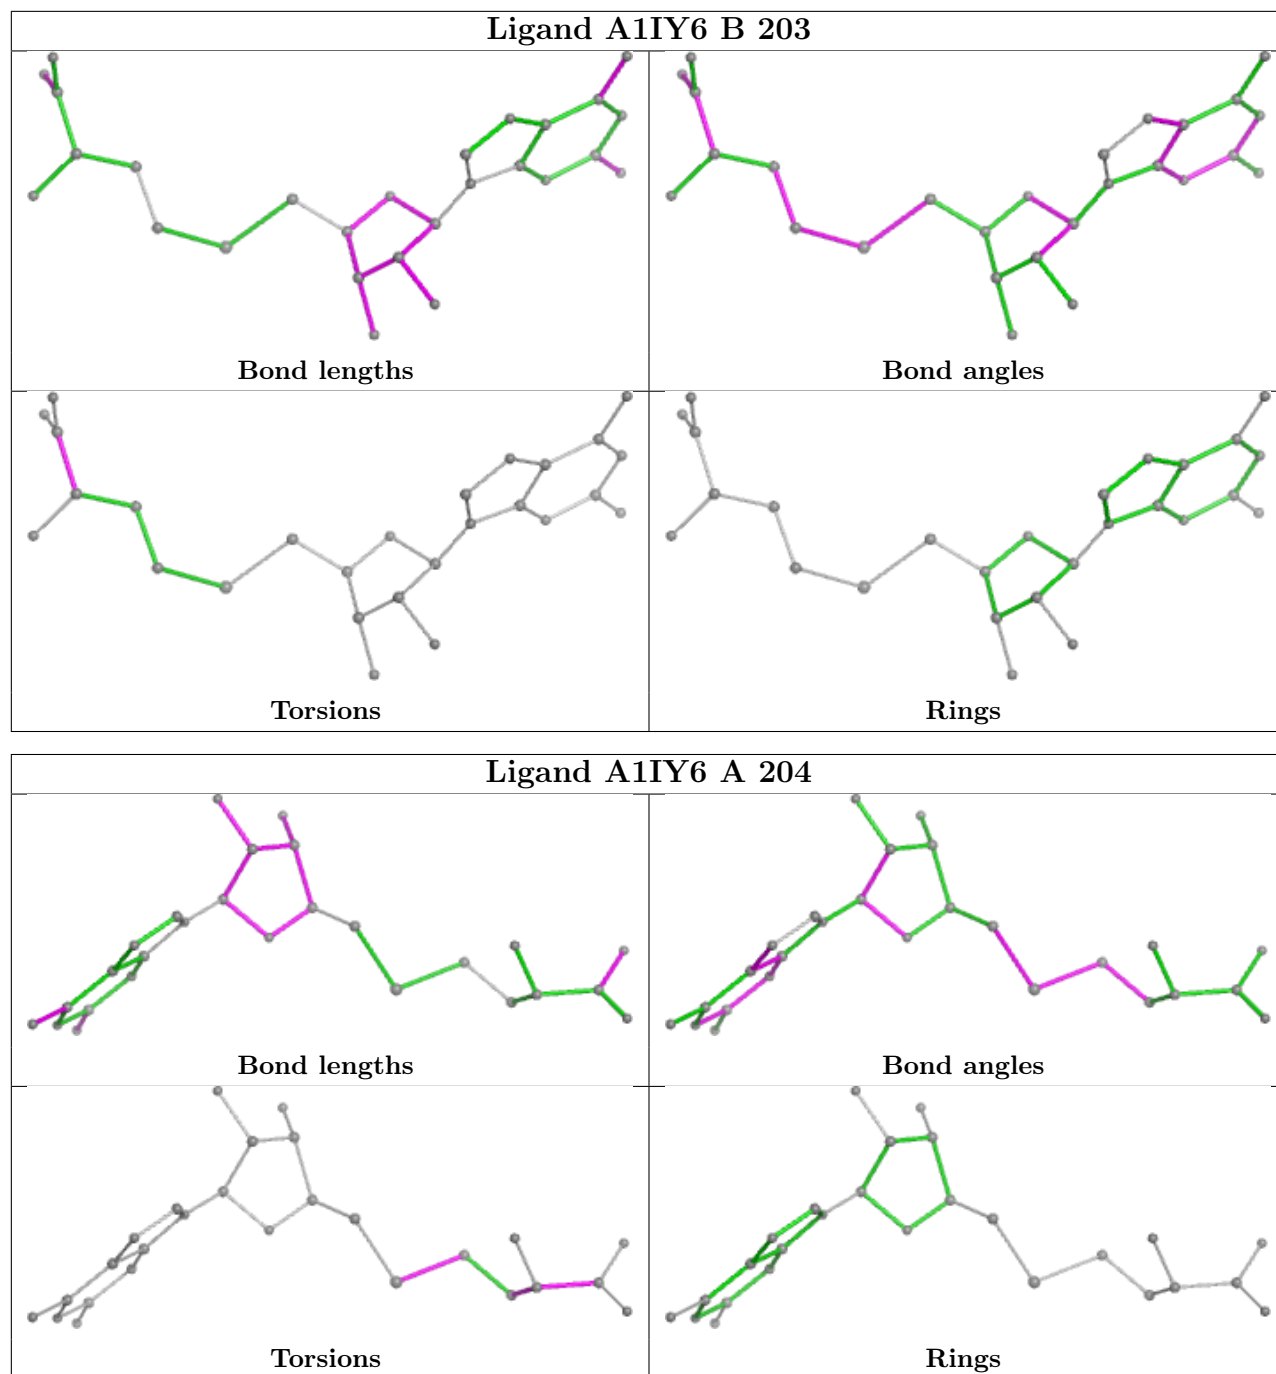 Ligand A1IY6 B 203
Bond lengths
Bond angles
Torsions
Rings
Ligand A1IY6 A 204
Bond lengths
Bond angles
Torsions
Rings